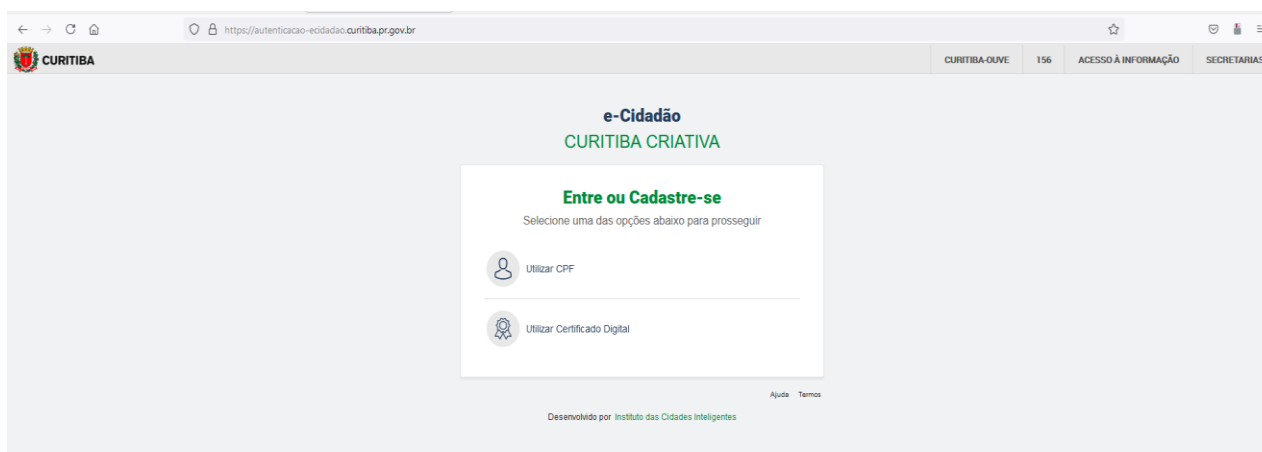 https://autenticacao-ecidadao.curitiba.pr.gov.br
CURITIBA
CURITIBA-OUVE 156 ACESSO À INFORMAÇÃO SECRETARIAS
e-Cidadão
CURITIBA CRIATIVA
Entre ou Cadastre-se
Selecione uma das opções abaixo para prosseguir
Utilizar CPF
Utilizar Certificado Digital
Ajuda Termos
Desenvolvido por Instituto das Cidades Inteligentes